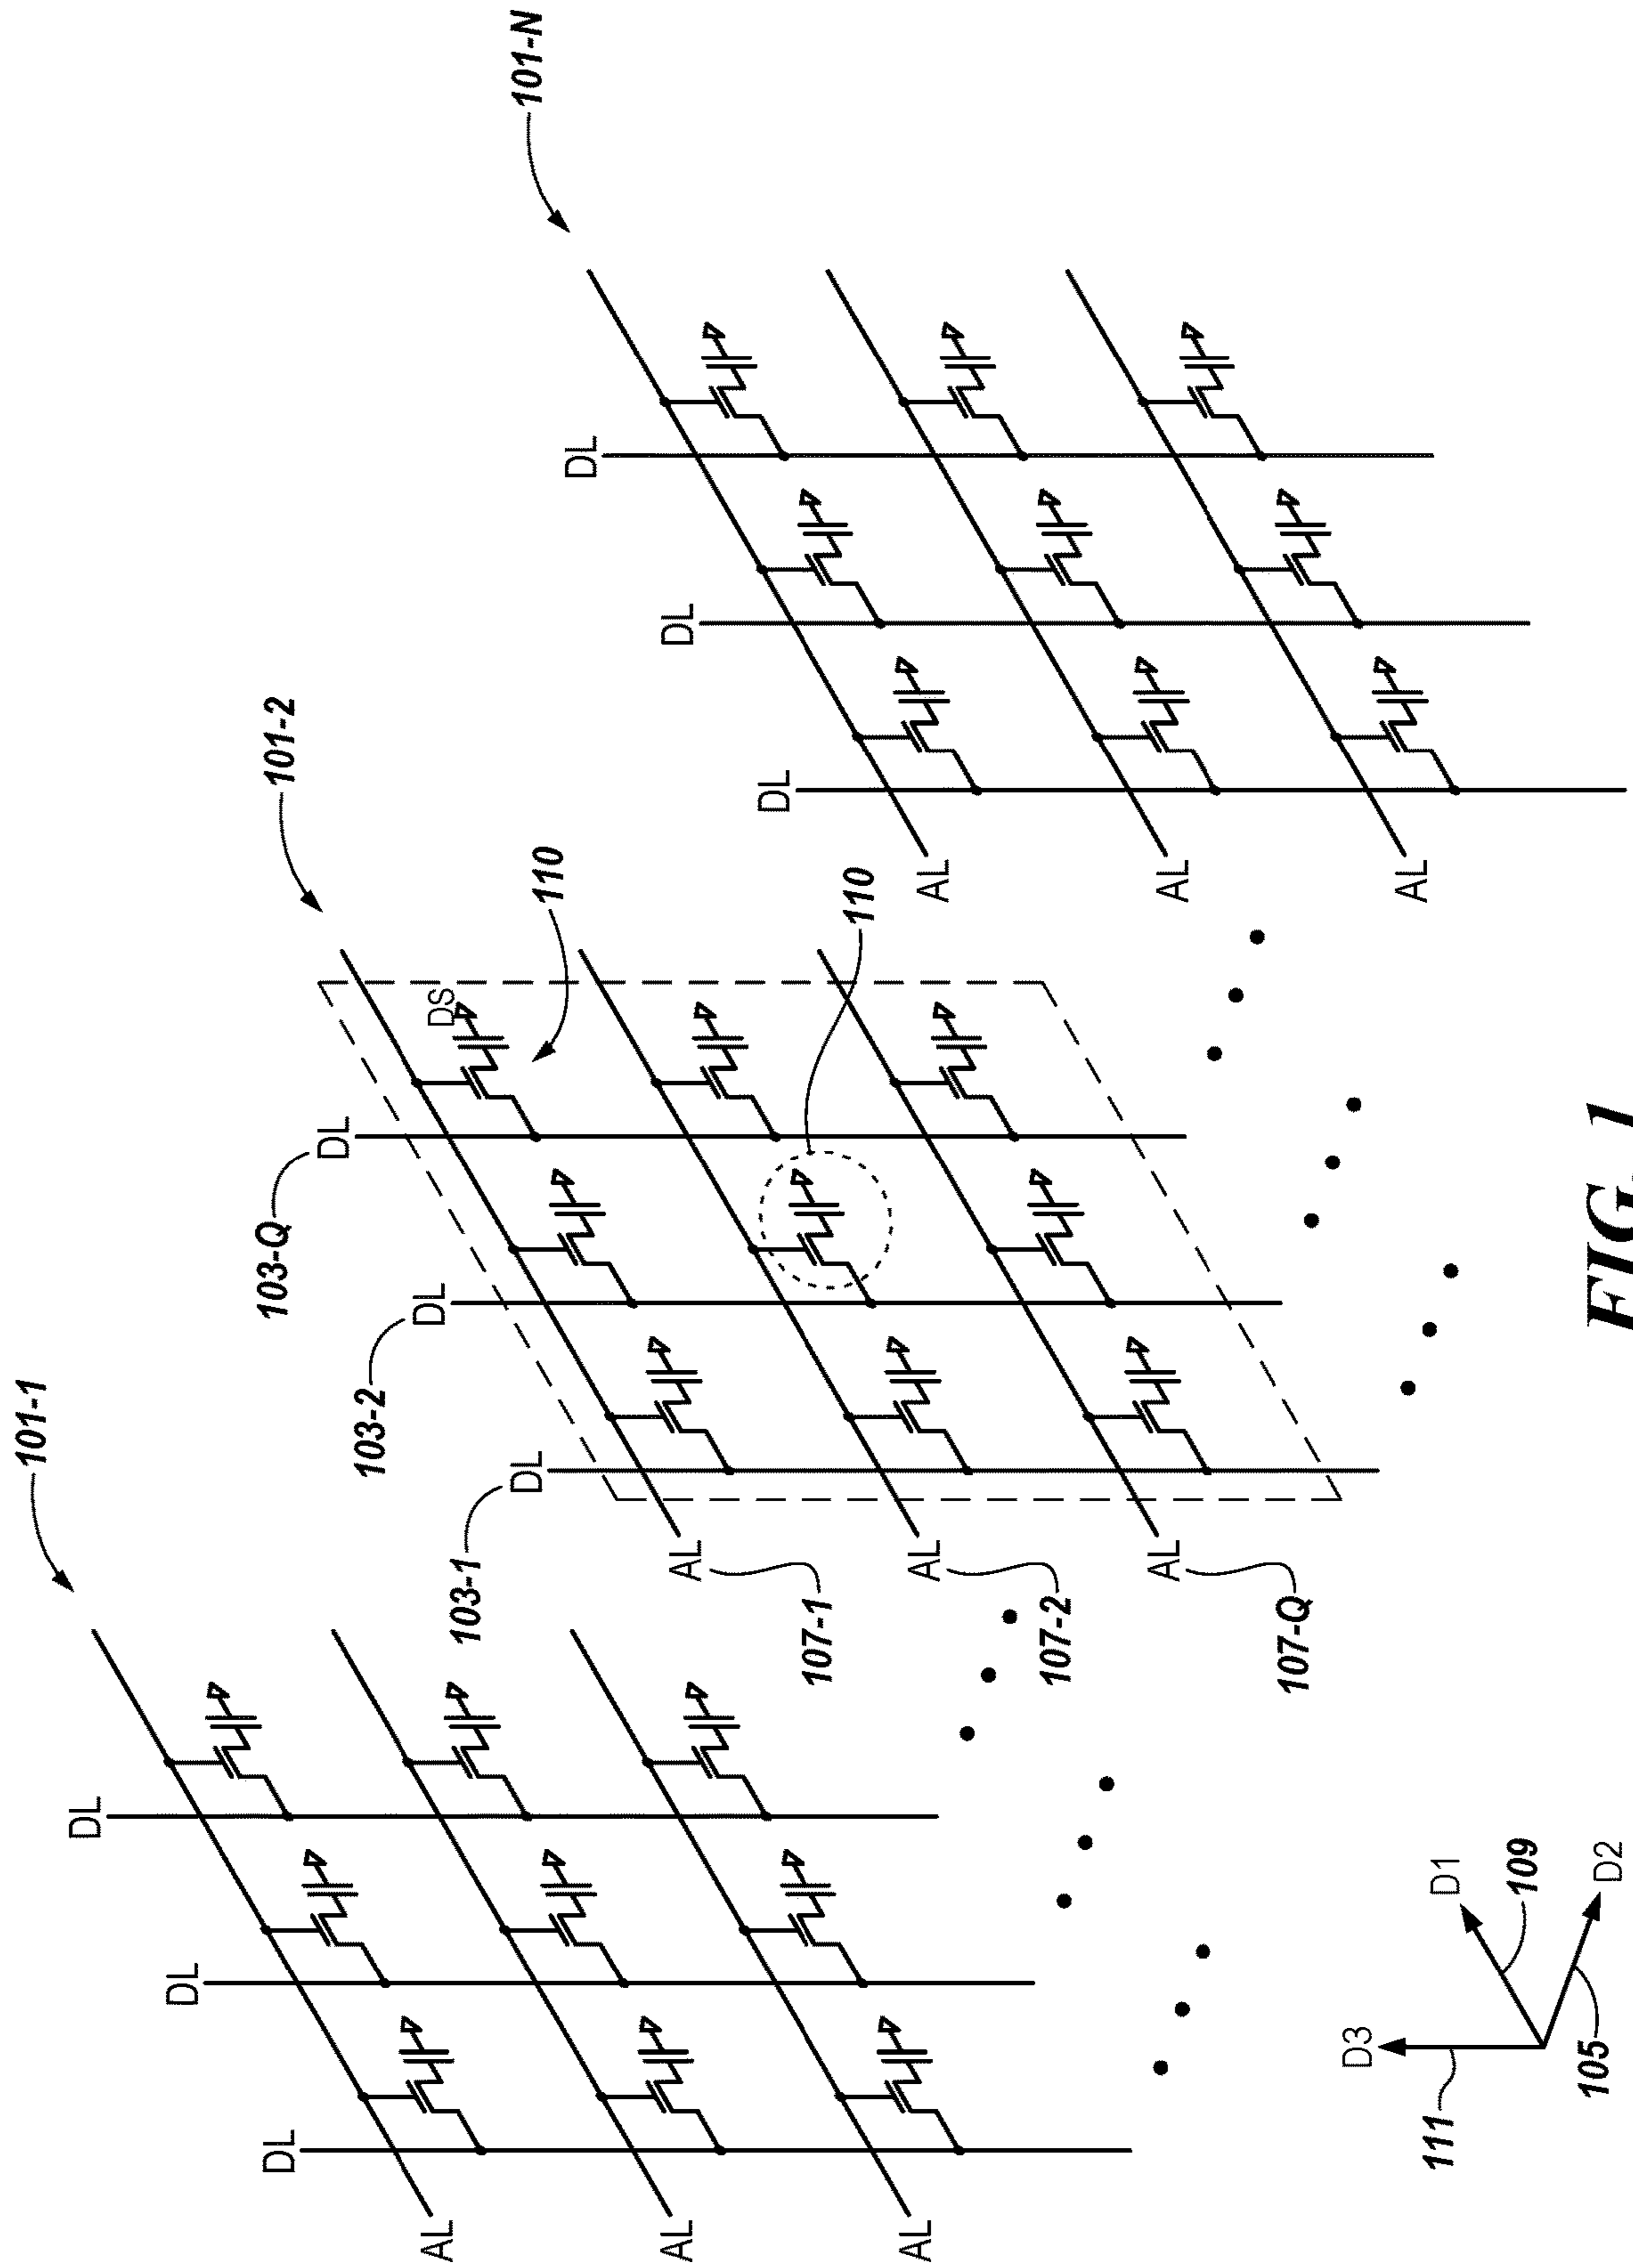 101-1
DL
DL
DL
AL
AL
AL
101-2
103-Q
DL
103-2
DL
103-1
DL
DS
110
110
AL
107-1
AL
107-2
AL
107-Q
101-N
DL
DL
DL
AL
AL
AL
D3
111
D1
109
D2
105
FIG. 1